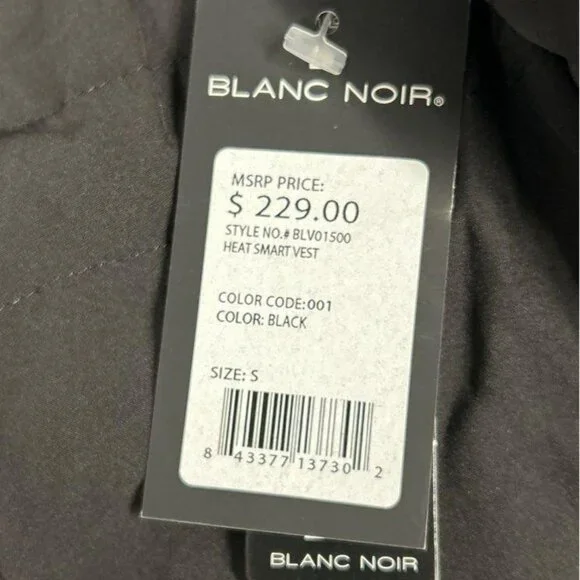 BLANC NOIR®
MSRP PRICE:
$ 229.00
STYLE NO.# BLV01500
HEAT SMART VEST
COLOR CODE:001
COLOR: BLACK
SIZE: S
8 43377 13730 2
BLANC NOIR